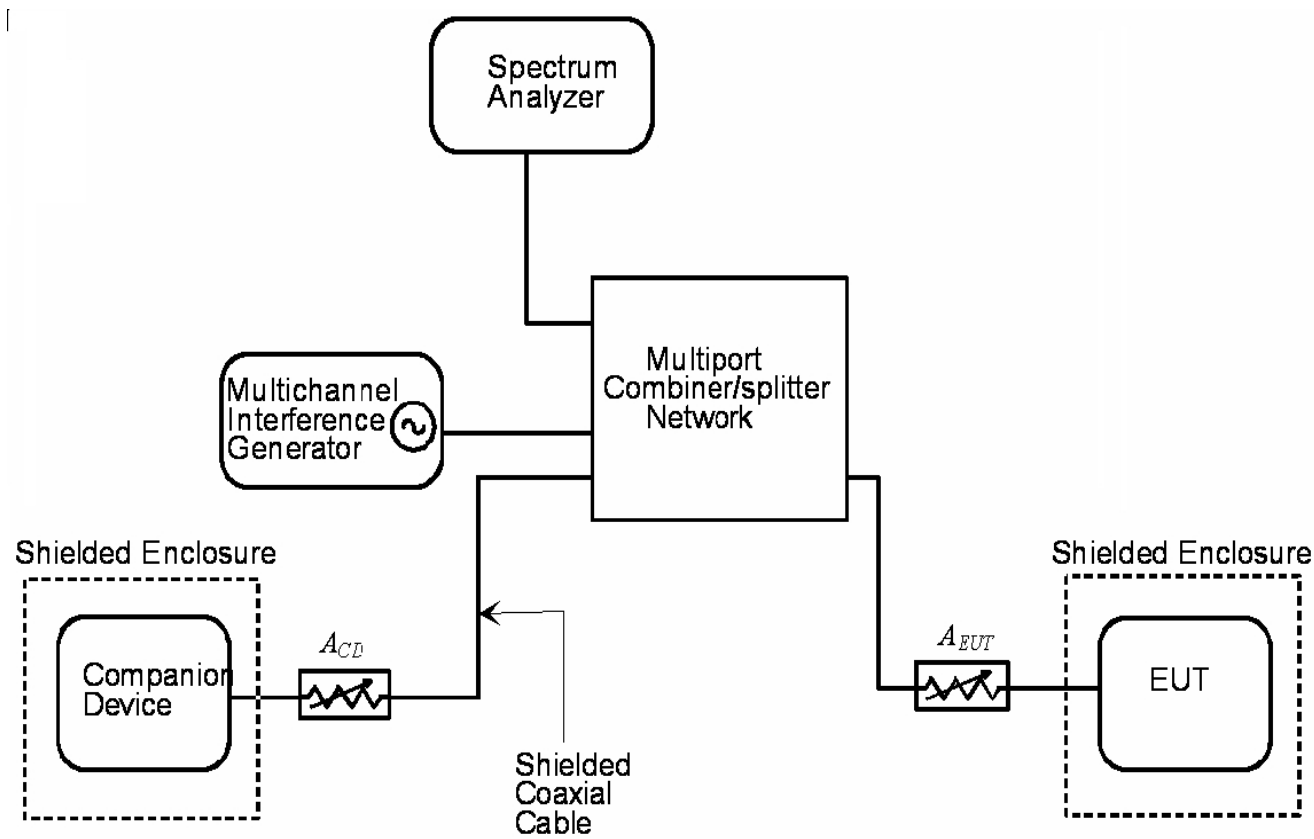 Spectrum
Analyzer
Multiport
Combiner/splitter
Network
Multichannel
Interference
Generator
Shielded Enclosure
Shielded Enclosure
A_CD
A_EUT
Companion
Device
EUT
Shielded
Coaxial
Cable